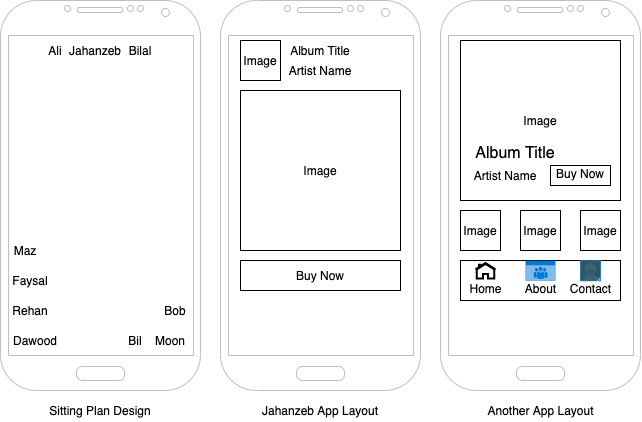 Ali Jahanzeb Bilal
Maz
Faysal
Rehan Bob
Dawood Bil Moon
Sitting Plan Design
Image
Album Title
Artist Name
Image
Buy Now
Jahanzeb App Layout
Image
Album Title
Artist Name Buy Now
Image Image Image
Home About Contact
Another App Layout